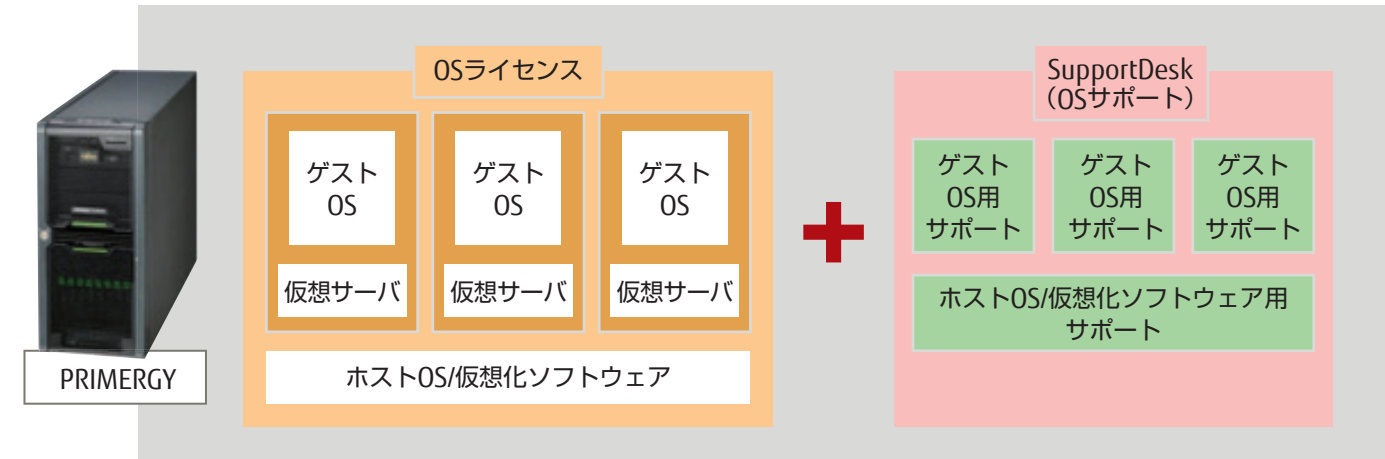 OSライセンス
ゲスト
OS
仮想サーバ
ゲスト
OS
仮想サーバ
ゲスト
OS
仮想サーバ
ホストOS/仮想化ソフトウェア
PRIMERGY
SupportDesk
（OSサポート）
ゲスト
OS用
サポート
ゲスト
OS用
サポート
ゲスト
OS用
サポート
ホストOS/仮想化ソフトウェア用
サポート